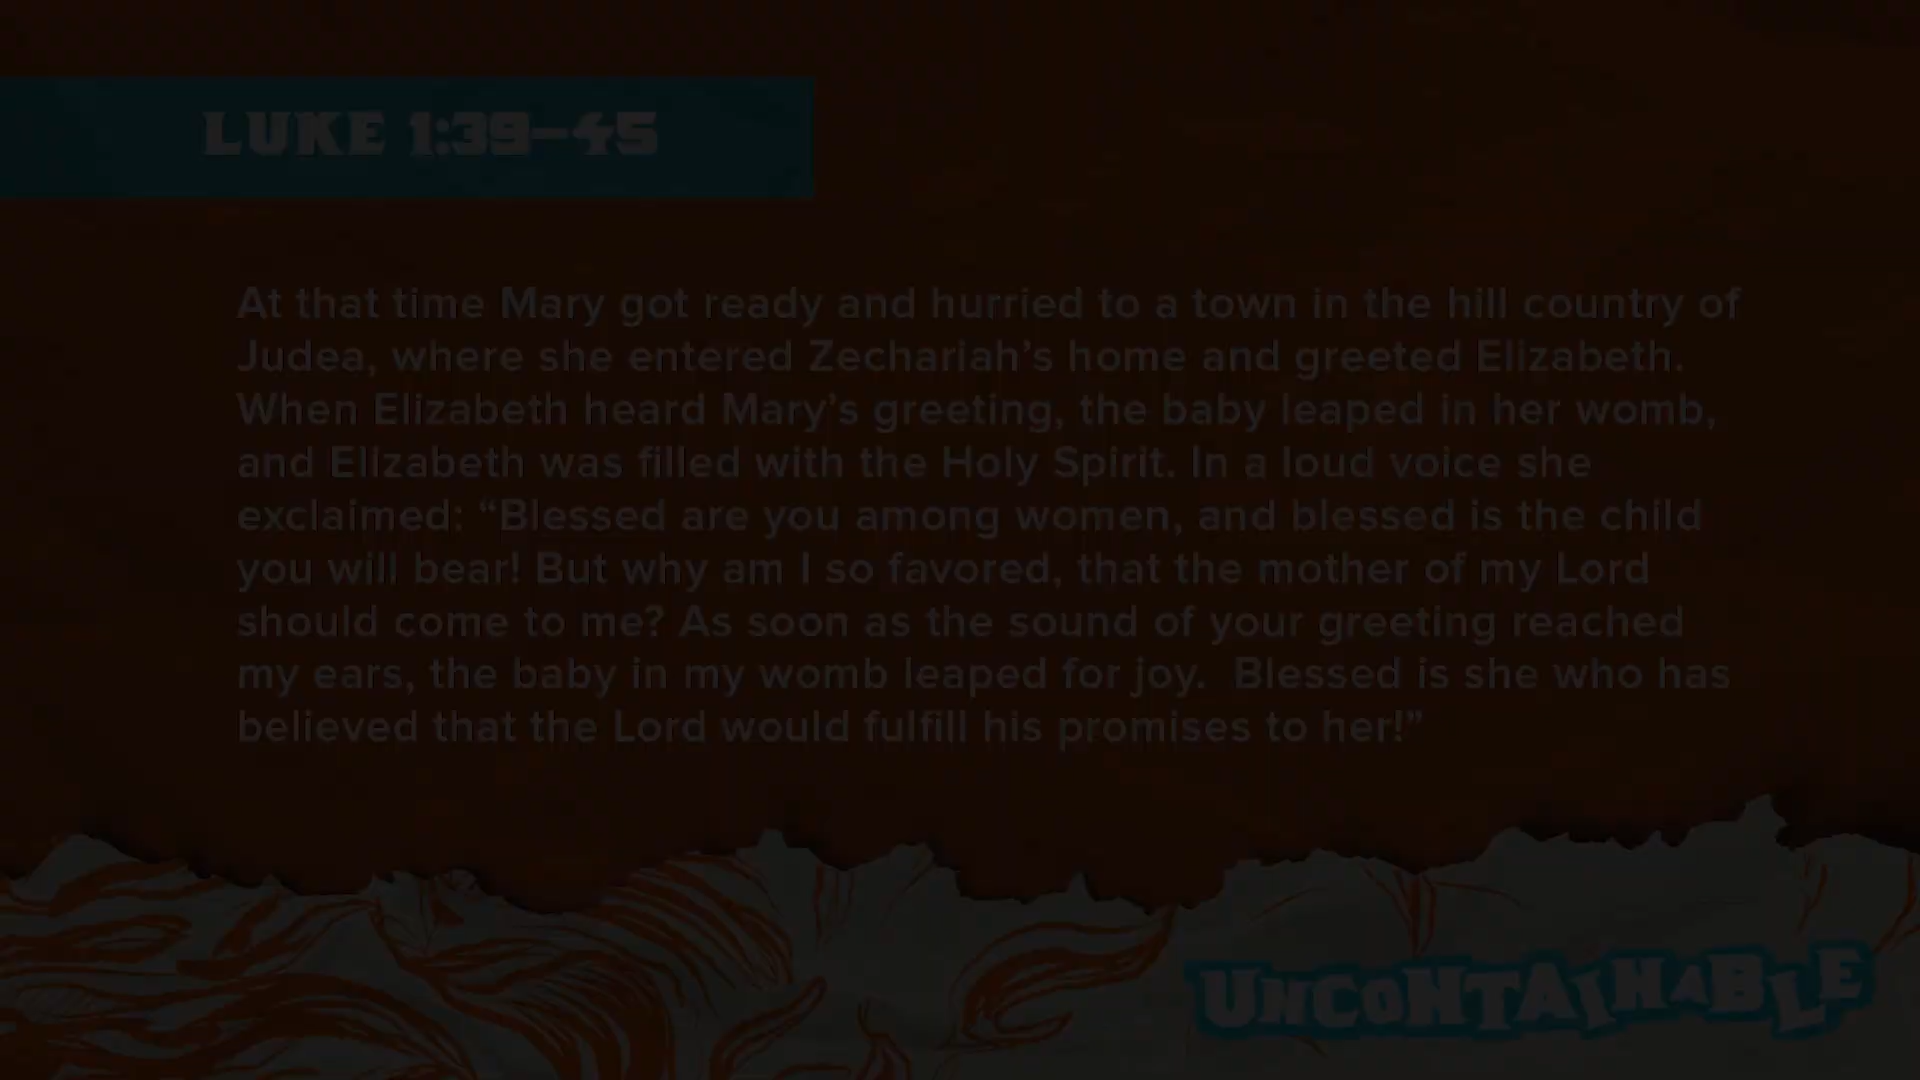 LUKE 1:39–45
At that time Mary got ready and hurried to a town in the hill country of
Judea, where she entered Zechariah’s home and greeted Elizabeth.
When Elizabeth heard Mary’s greeting, the baby leaped in her womb,
and Elizabeth was filled with the Holy Spirit. In a loud voice she
exclaimed: “Blessed are you among women, and blessed is the child
you will bear! But why am I so favored, that the mother of my Lord
should come to me? As soon as the sound of your greeting reached
my ears, the baby in my womb leaped for joy.  Blessed is she who has
believed that the Lord would fulfill his promises to her!”
UNCONTAINABLE